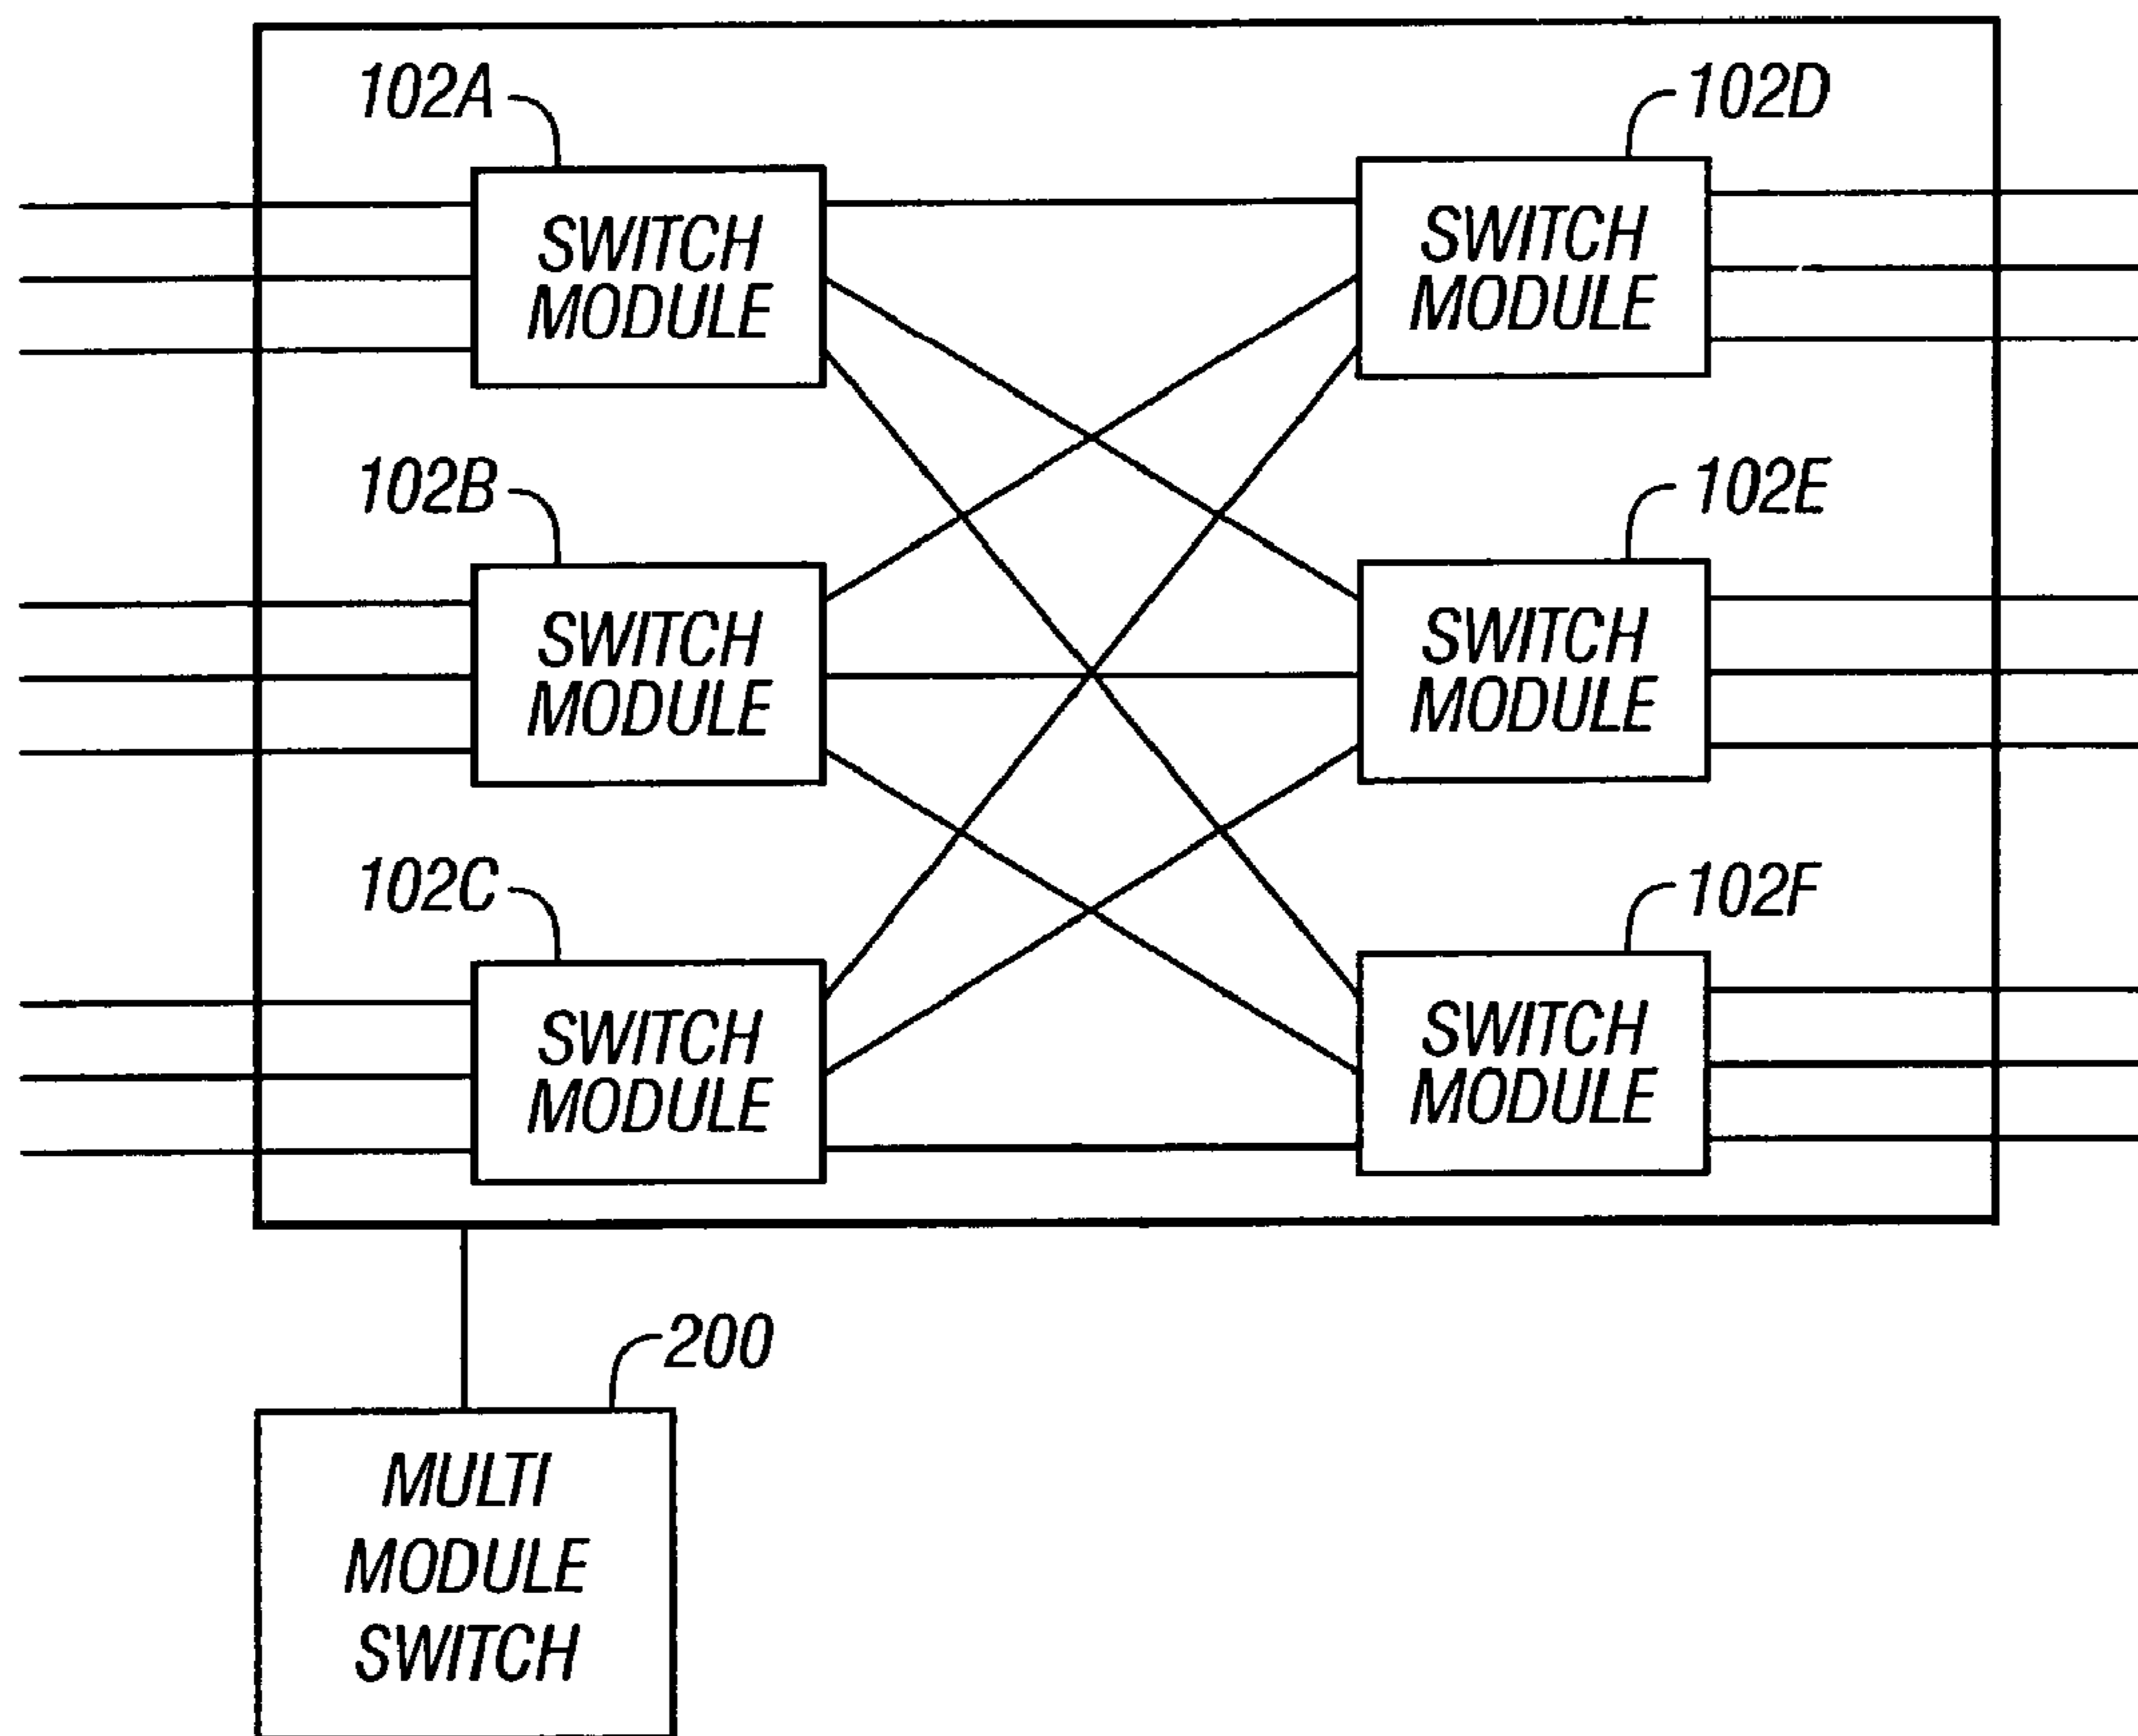 102A
102D
SWITCH
MODULE
SWITCH
MODULE
102B
102E
SWITCH
MODULE
SWITCH
MODULE
102C
102F
SWITCH
MODULE
SWITCH
MODULE
200
MULTI
MODULE
SWITCH